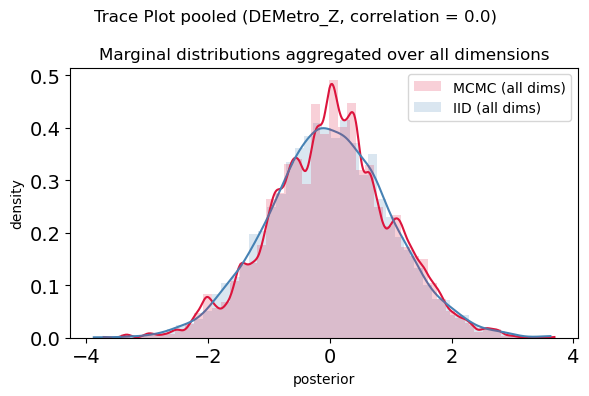 Trace Plot pooled (DEMetro_Z, correlation = 0.0)
Marginal distributions aggregated over all dimensions
MCMC (all dims)
IID (all dims)
density
0.5
0.4
0.3
0.2
0.1
0.0
−4
−2
0
2
4
posterior